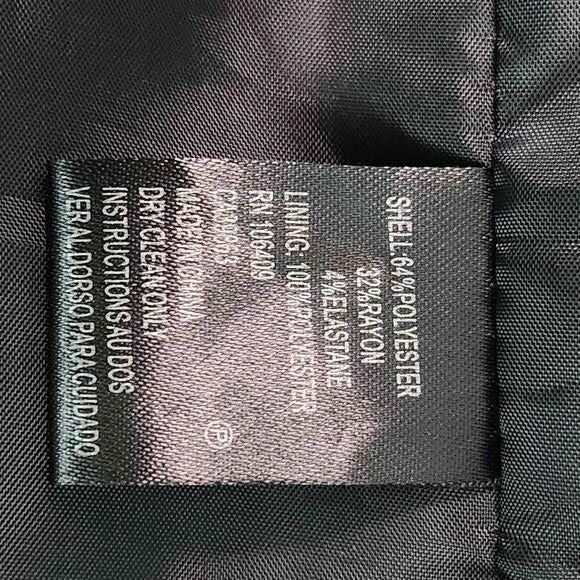 SHELL:64%POLYESTER
32%RAYON
4%ELASTANE
LINING: 100%POLYESTER
RN 106409
MADE IN CHINA
DRY CLEAN ONLY
P
INSTRUCTIONS AU DOS
VER AL DORSO PARA CUIDADO